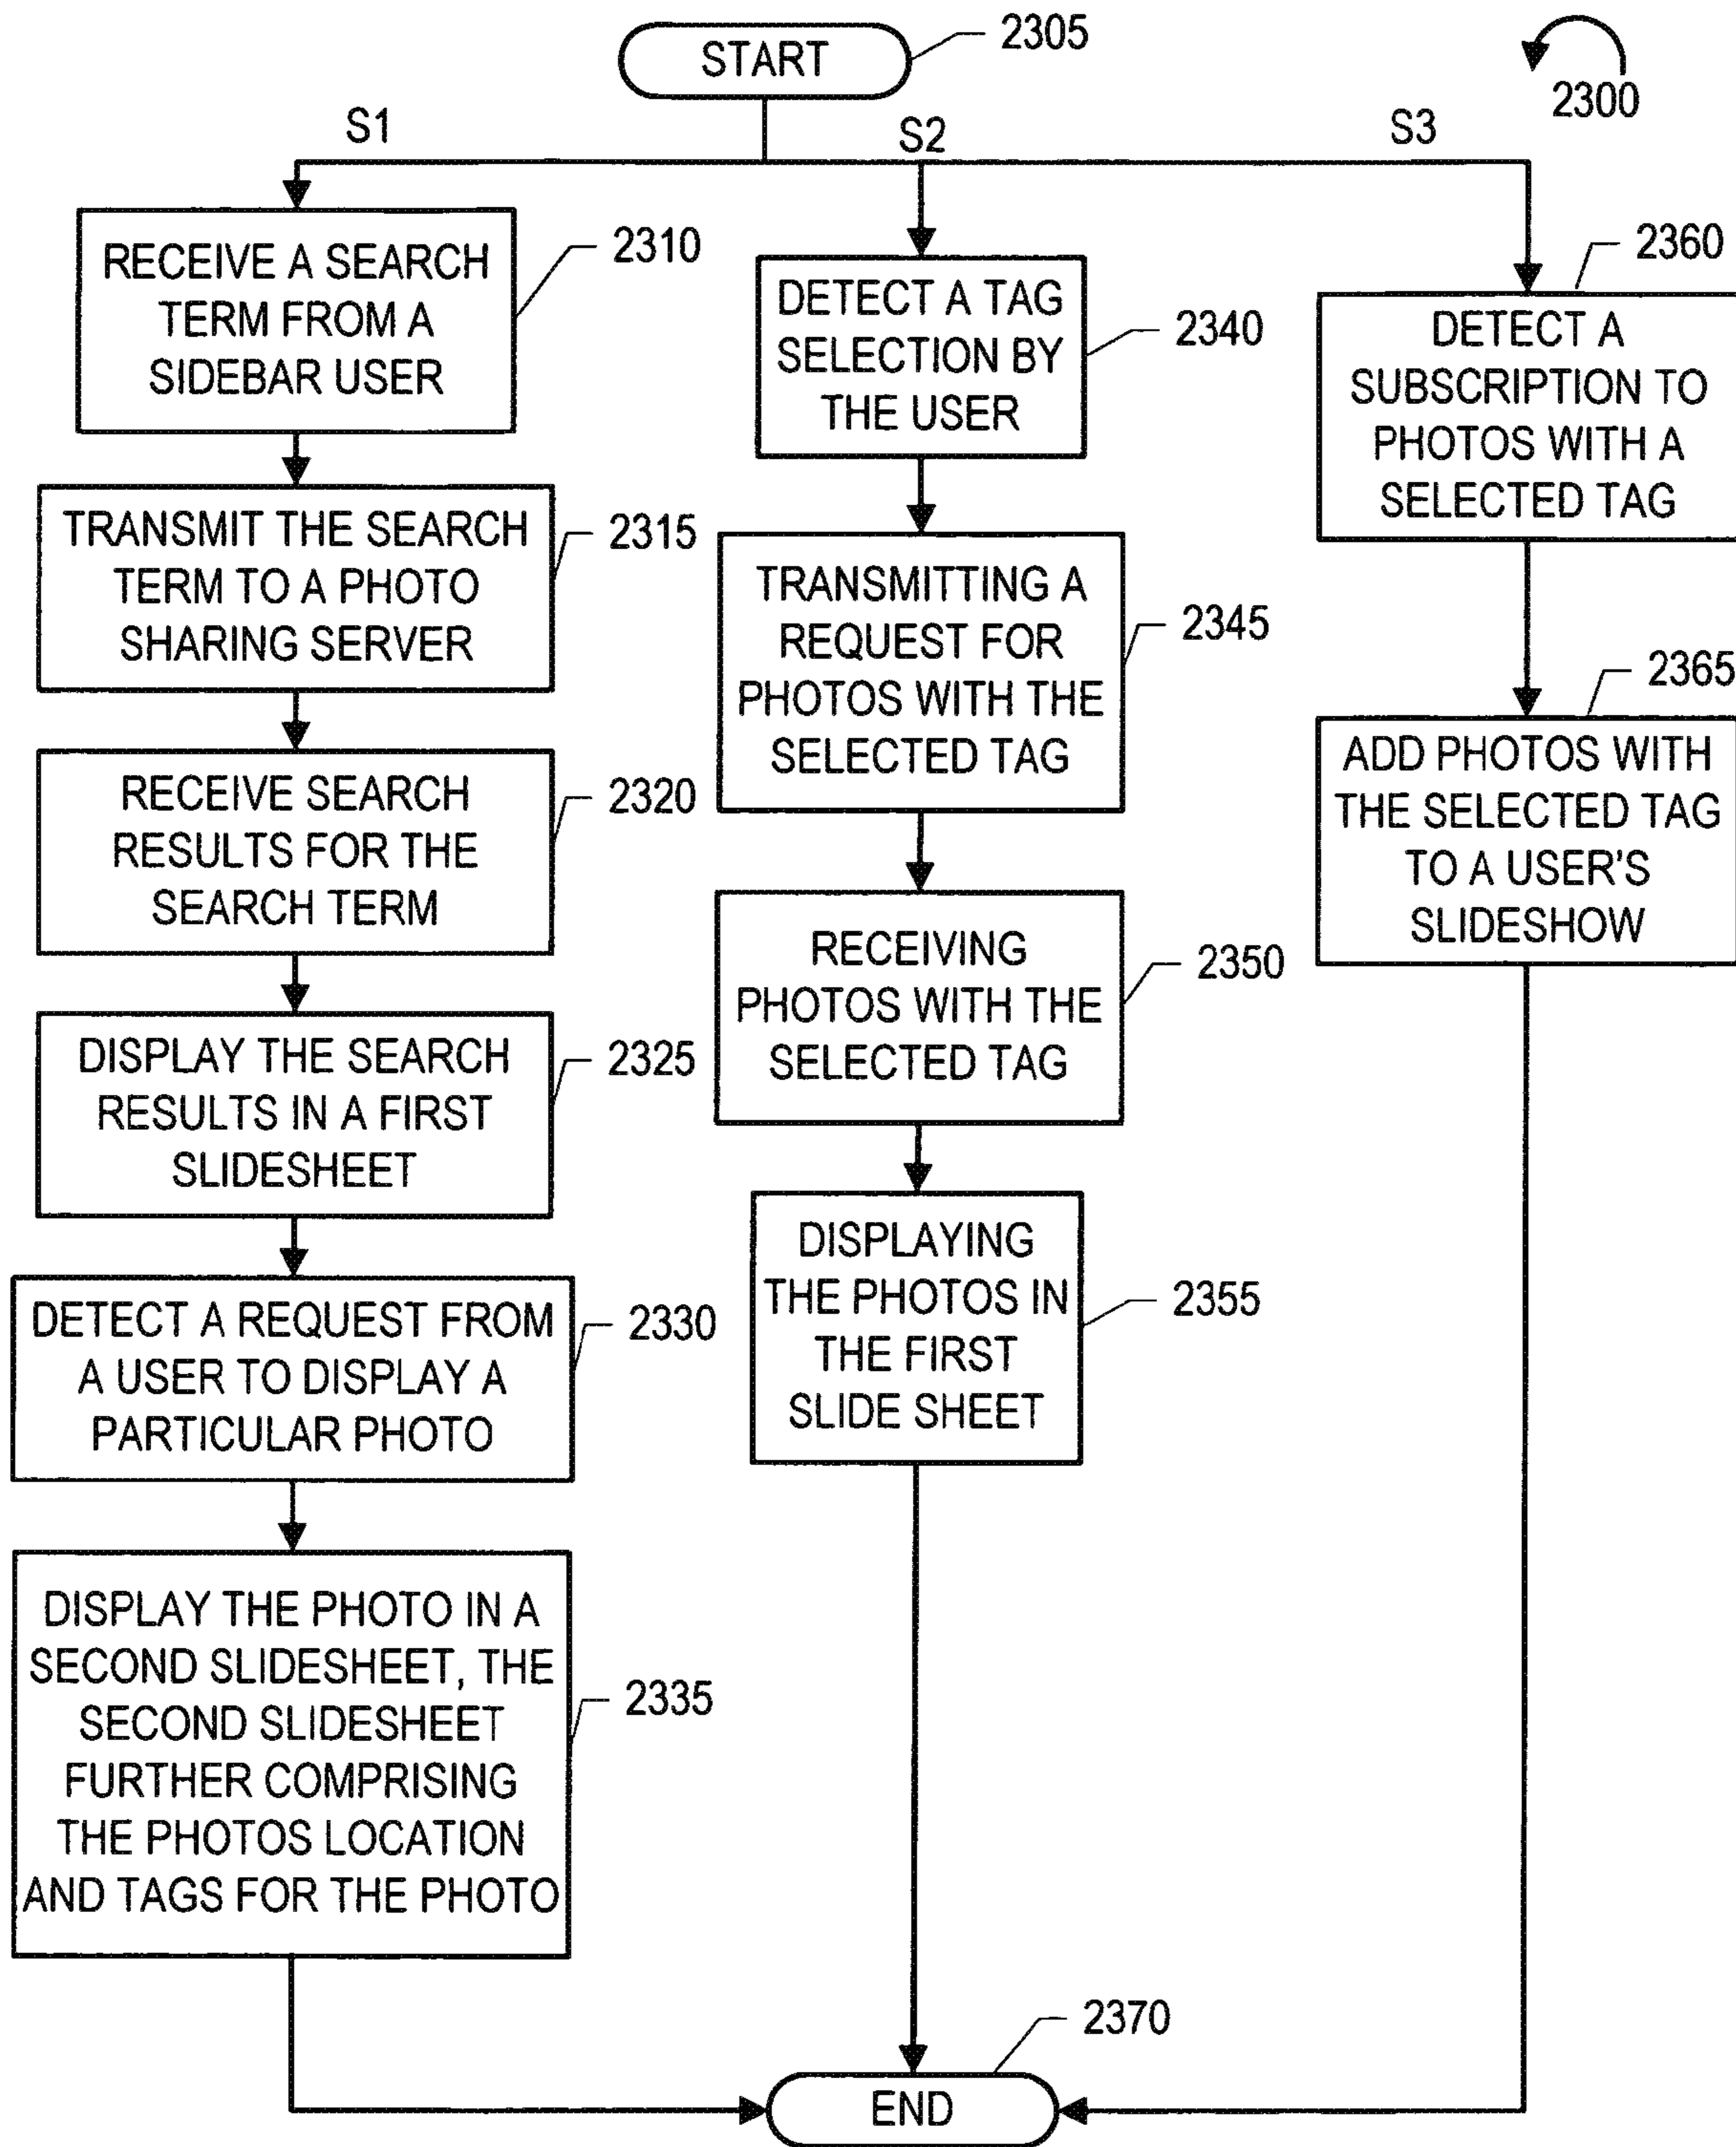 START
2305
2300
S1
S2
S3
RECEIVE A SEARCH
TERM FROM A
SIDEBAR USER
2310
TRANSMIT THE SEARCH
TERM TO A PHOTO
SHARING SERVER
2315
RECEIVE SEARCH
RESULTS FOR THE
SEARCH TERM
2320
DISPLAY THE SEARCH
RESULTS IN A FIRST
SLIDESHEET
2325
DETECT A REQUEST FROM
A USER TO DISPLAY A
PARTICULAR PHOTO
2330
DISPLAY THE PHOTO IN A
SECOND SLIDESHEET, THE
SECOND SLIDESHEET
FURTHER COMPRISING
THE PHOTOS LOCATION
AND TAGS FOR THE PHOTO
2335
DETECT A TAG
SELECTION BY
THE USER
2340
TRANSMITTING A
REQUEST FOR
PHOTOS WITH THE
SELECTED TAG
2345
RECEIVING
PHOTOS WITH THE
SELECTED TAG
2350
DISPLAYING
THE PHOTOS IN
THE FIRST
SLIDE SHEET
2355
2360
DETECT A
SUBSCRIPTION TO
PHOTOS WITH A
SELECTED TAG
2365
ADD PHOTOS WITH
THE SELECTED TAG
TO A USER'S
SLIDESHOW
2370
END